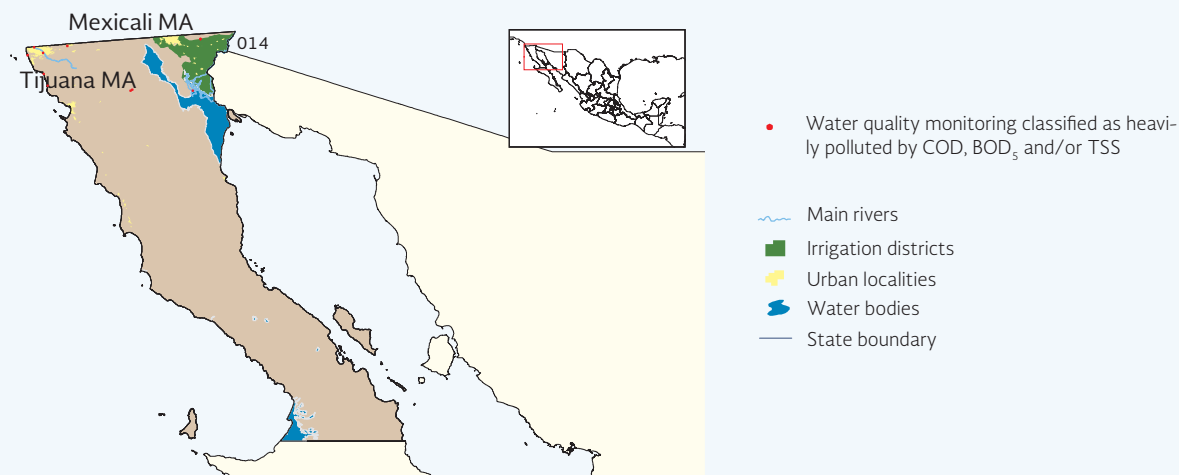 Mexicali MA
014
Tijuana MA
Water quality monitoring classified as heavi-
ly polluted by COD, BOD₅ and/or TSS
Main rivers
Irrigation districts
Urban localities
Water bodies
State boundary